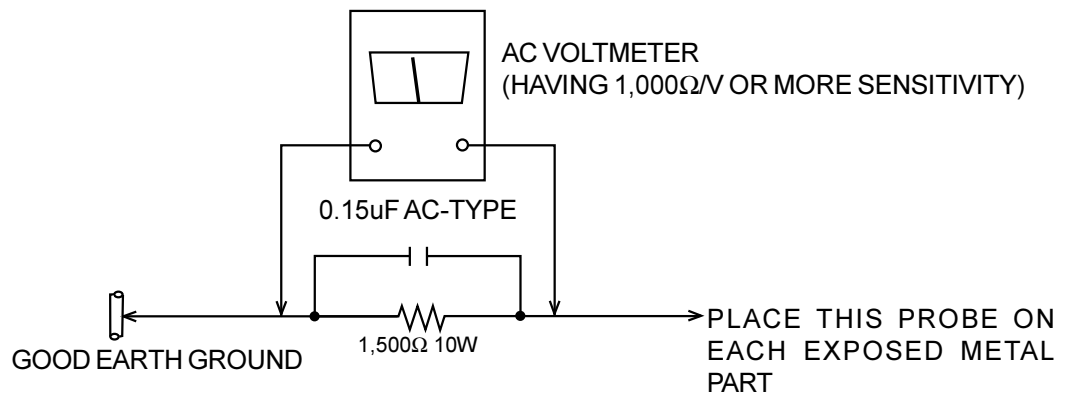 AC VOLTMETER
(HAVING 1,000Ω/V OR MORE SENSITIVITY)
0.15uF AC-TYPE
1,500Ω 10W
GOOD EARTH GROUND
PLACE THIS PROBE ON
EACH EXPOSED METAL
PART